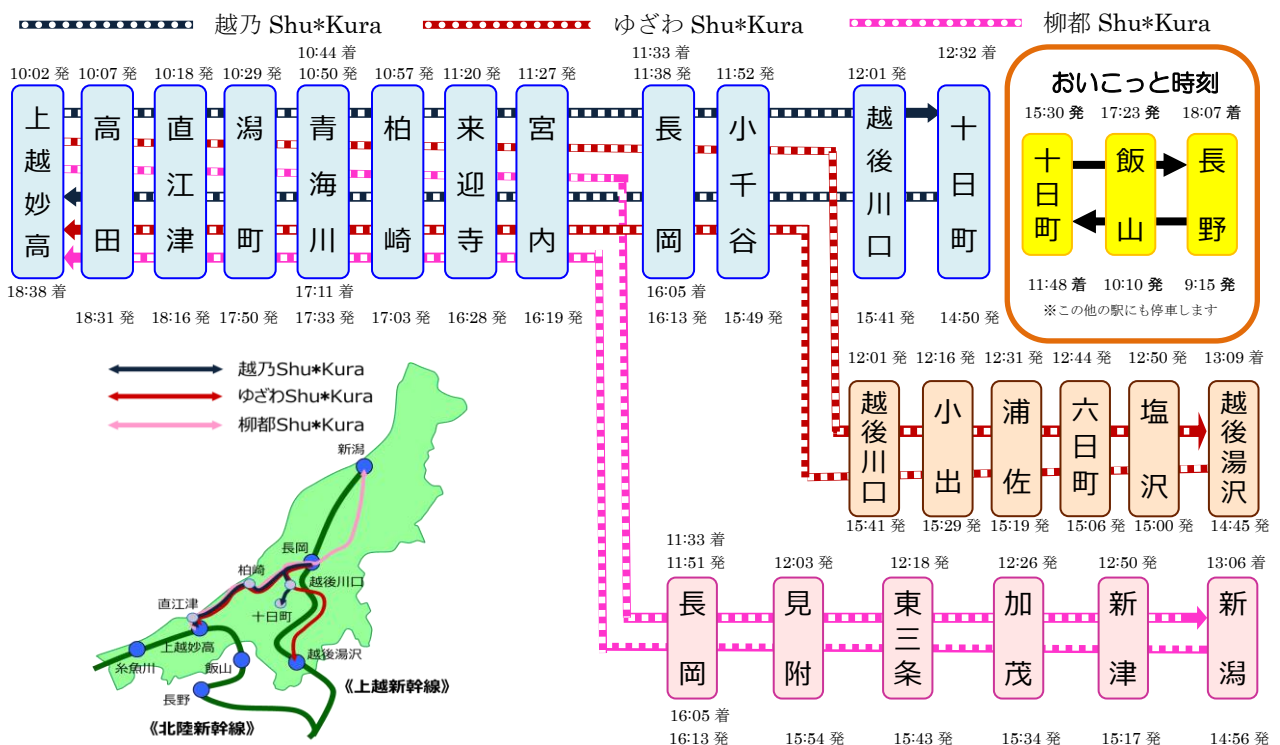 越乃 Shu*Kura
ゆざわ Shu*Kura
柳都 Shu*Kura
10:44 着
11:33 着
12:32 着
10:02 発
10:07 発
10:18 発
10:29 発
10:50 発
10:57 発
11:20 発
11:27 発
11:38 発
11:52 発
12:01 発
上越妙高
高田
直江津
潟町
青海川
柏崎
来迎寺
宮内
長岡
小千谷
越後川口
十日町
18:38 着
17:11 着
16:05 着
18:31 発
18:16 発
17:50 発
17:33 発
17:03 発
16:28 発
16:19 発
16:13 発
15:49 発
15:41 発
14:50 発
おいこっと時刻
15:30 発
17:23 発
18:07 着
十日町
飯山
長野
11:48 着
10:10 発
9:15 発
※この他の駅にも停車します
12:01 発
12:16 発
12:31 発
12:44 発
12:50 発
13:09 着
越後川口
小出
浦佐
六日町
塩沢
越後湯沢
15:41 発
15:29 発
15:19 発
15:06 発
15:00 発
14:45 発
11:33 着
11:51 発
12:03 発
12:18 発
12:26 発
12:50 発
13:06 着
長岡
見附
東三条
加茂
新津
新潟
16:05 着
16:13 発
15:54 発
15:43 発
15:34 発
15:17 発
14:56 発
越乃Shu*Kura
ゆざわShu*Kura
柳都Shu*Kura
新潟
長岡
柏崎
越後川口
直江津
十日町
上越妙高
糸魚川
飯山
越後湯沢
長野
《上越新幹線》
《北陸新幹線》